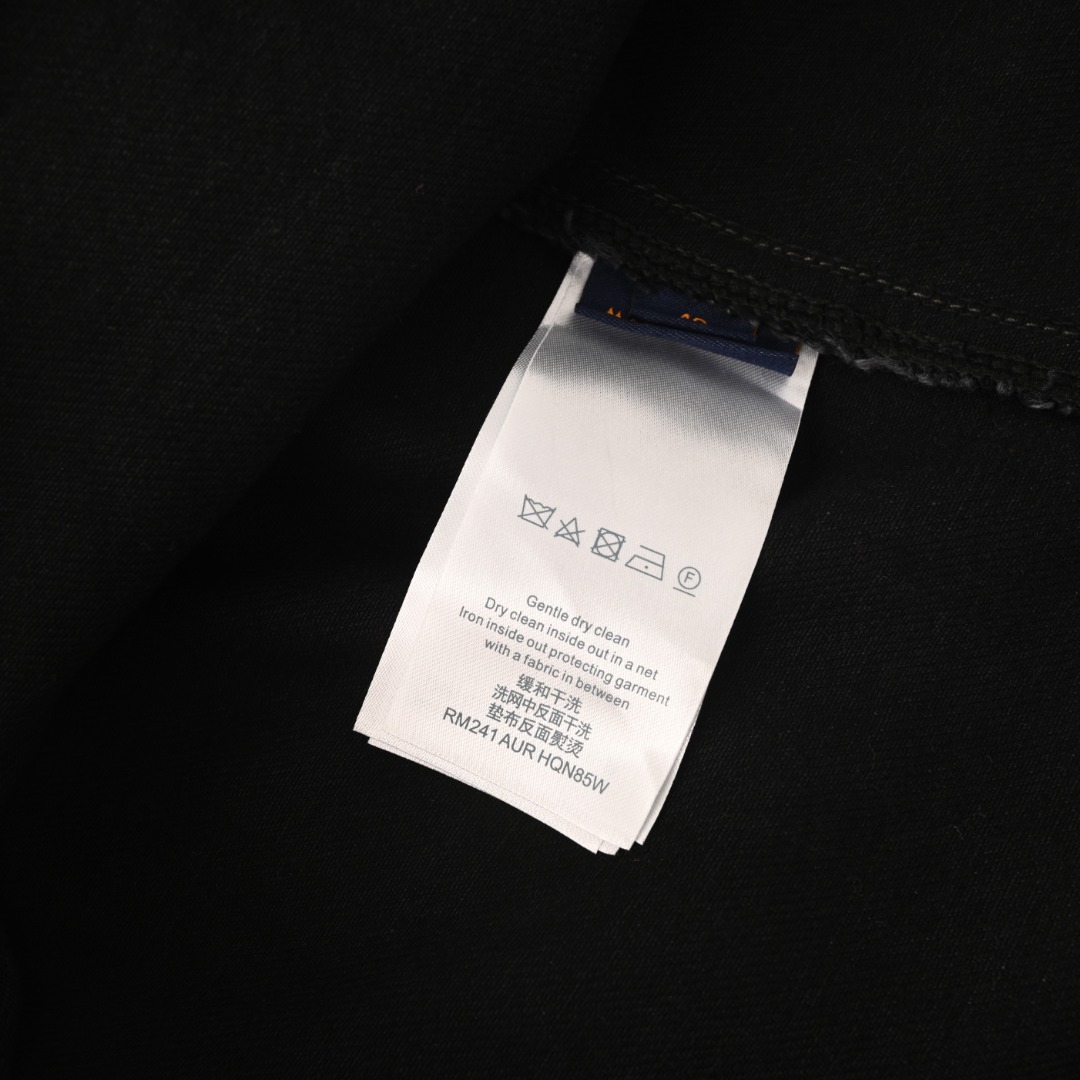 F
Gentle dry clean
Dry clean inside out in a net
Iron inside out protecting garment
with a fabric in between
缓和干洗
洗网中反面干洗
垫布反面熨烫
RM241 AUR HQN85W